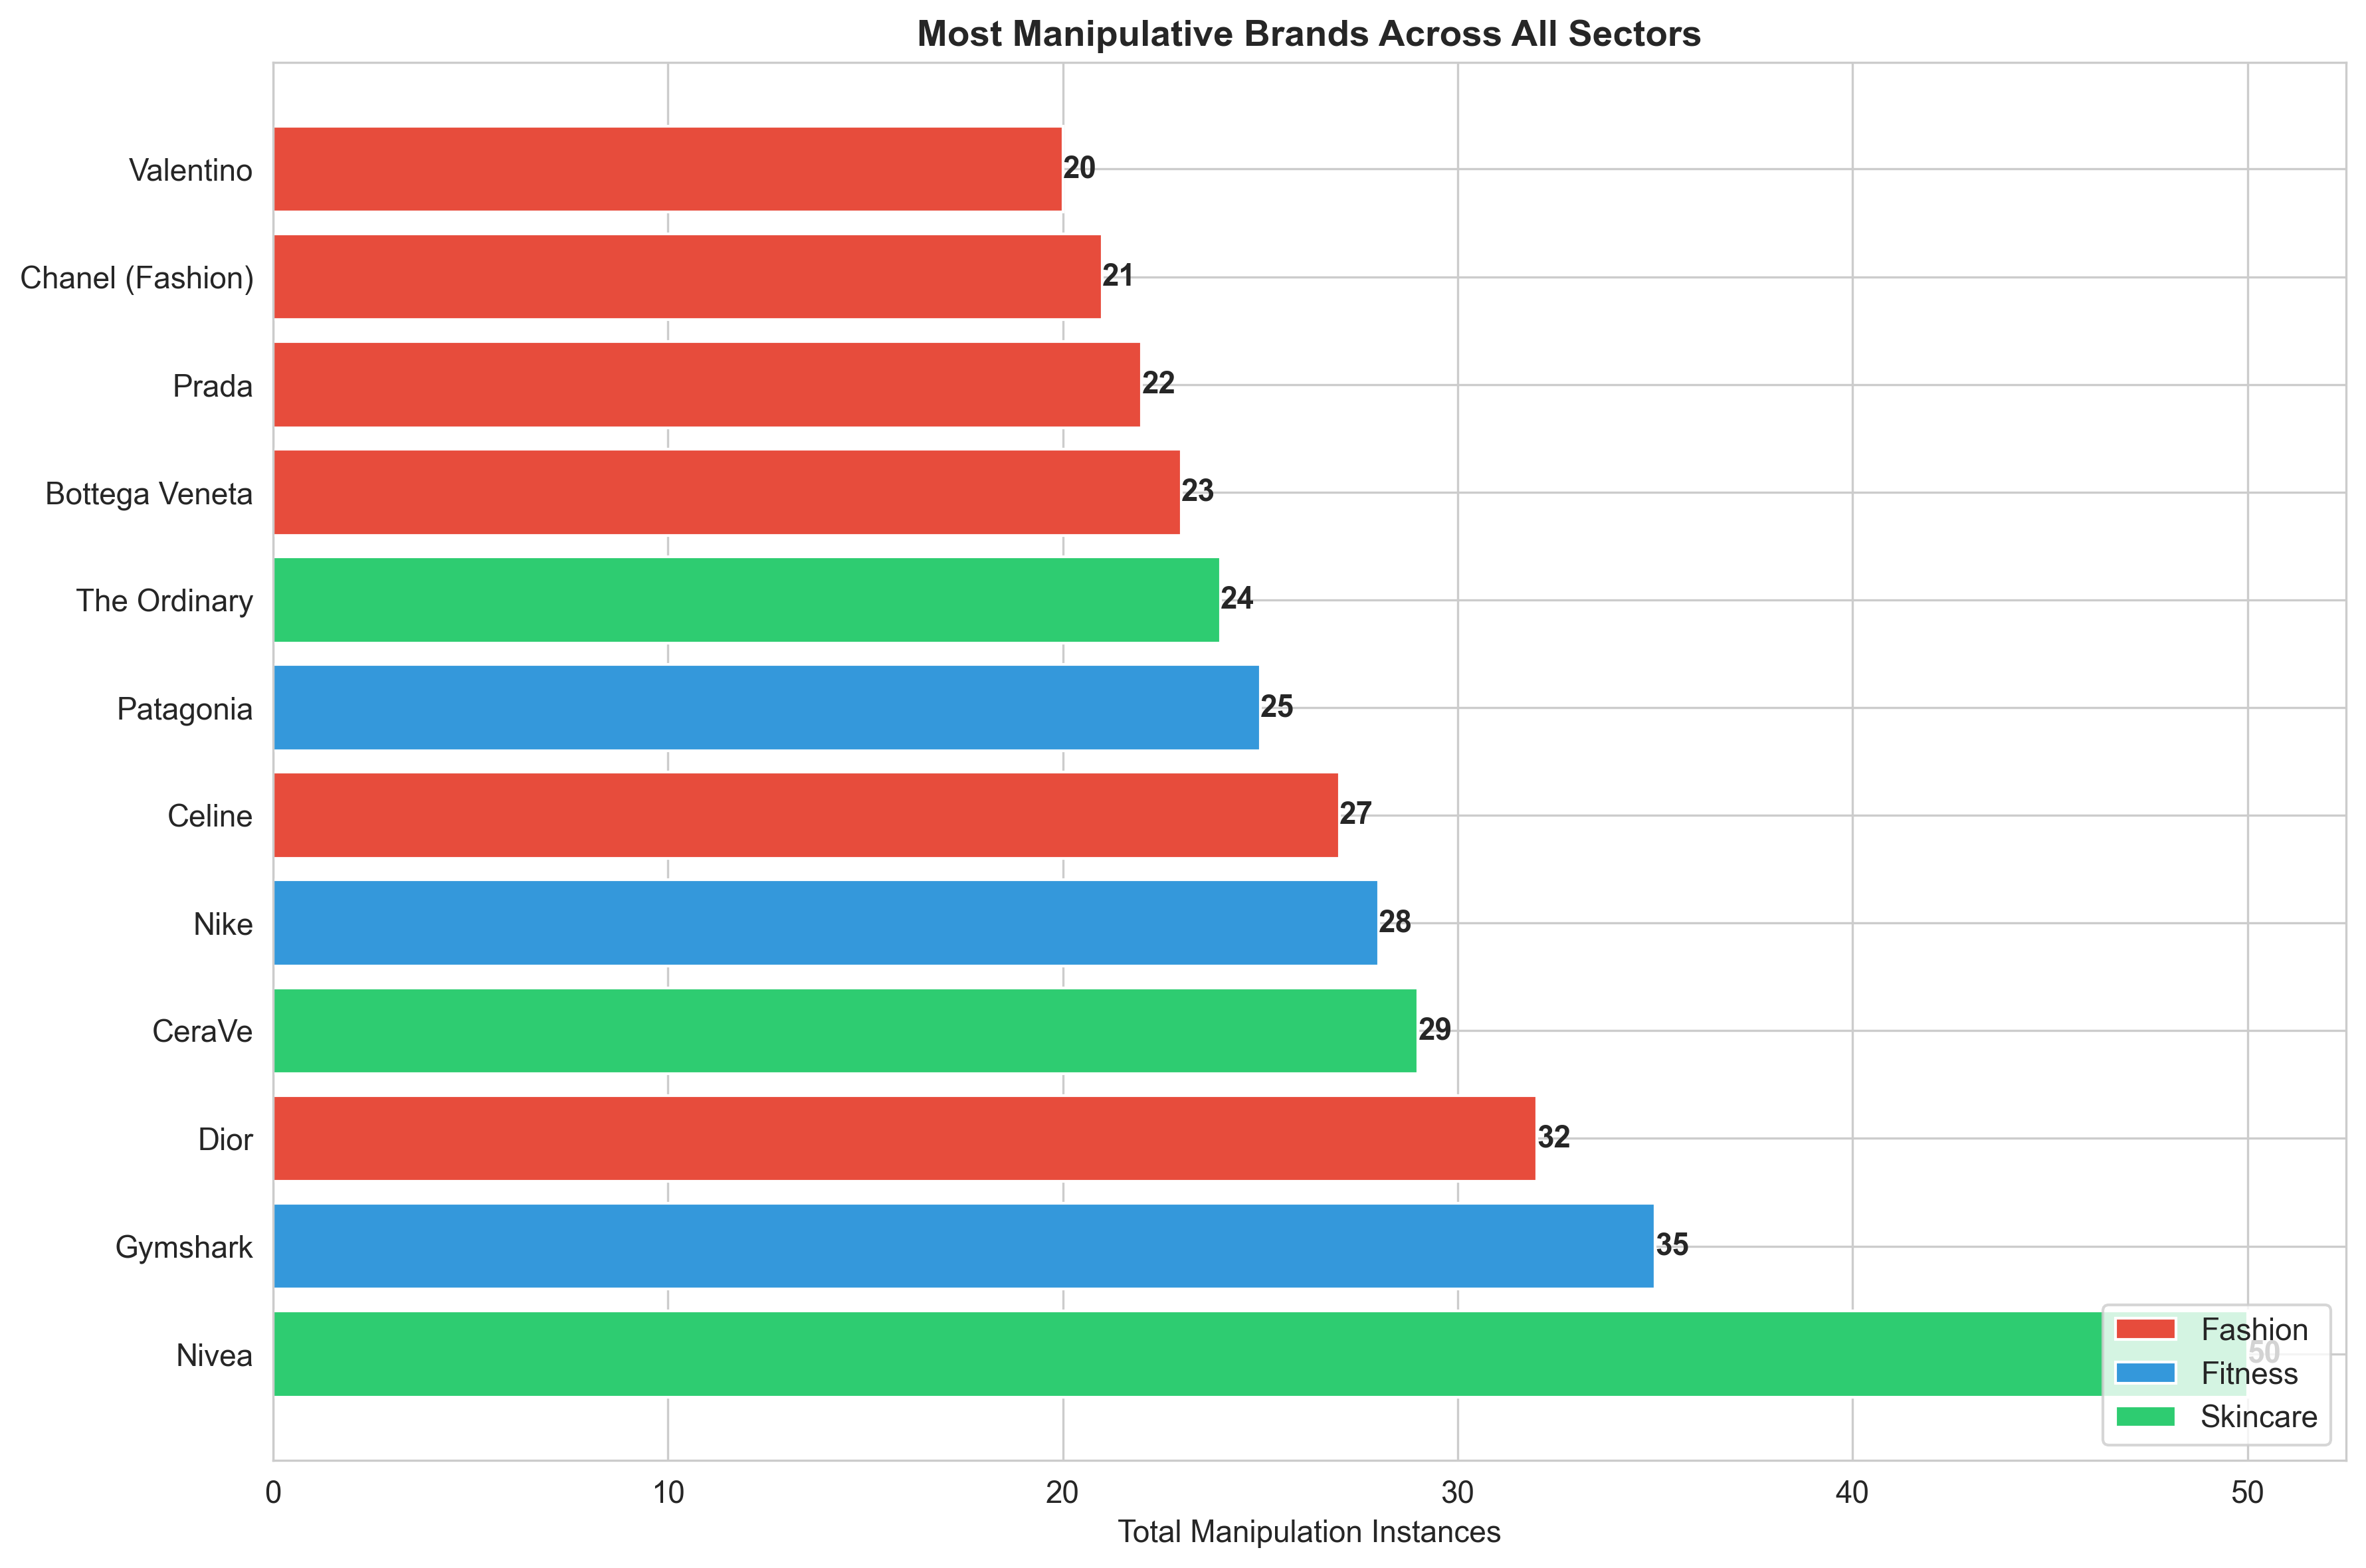 Most Manipulative Brands Across All Sectors
Valentino
20
Chanel (Fashion)
21
Prada
22
Bottega Veneta
23
The Ordinary
24
Patagonia
25
Celine
27
Nike
28
CeraVe
29
Dior
32
Gymshark
35
Nivea
50
Fashion
Fitness
Skincare
0 10 20 30 40 50
Total Manipulation Instances